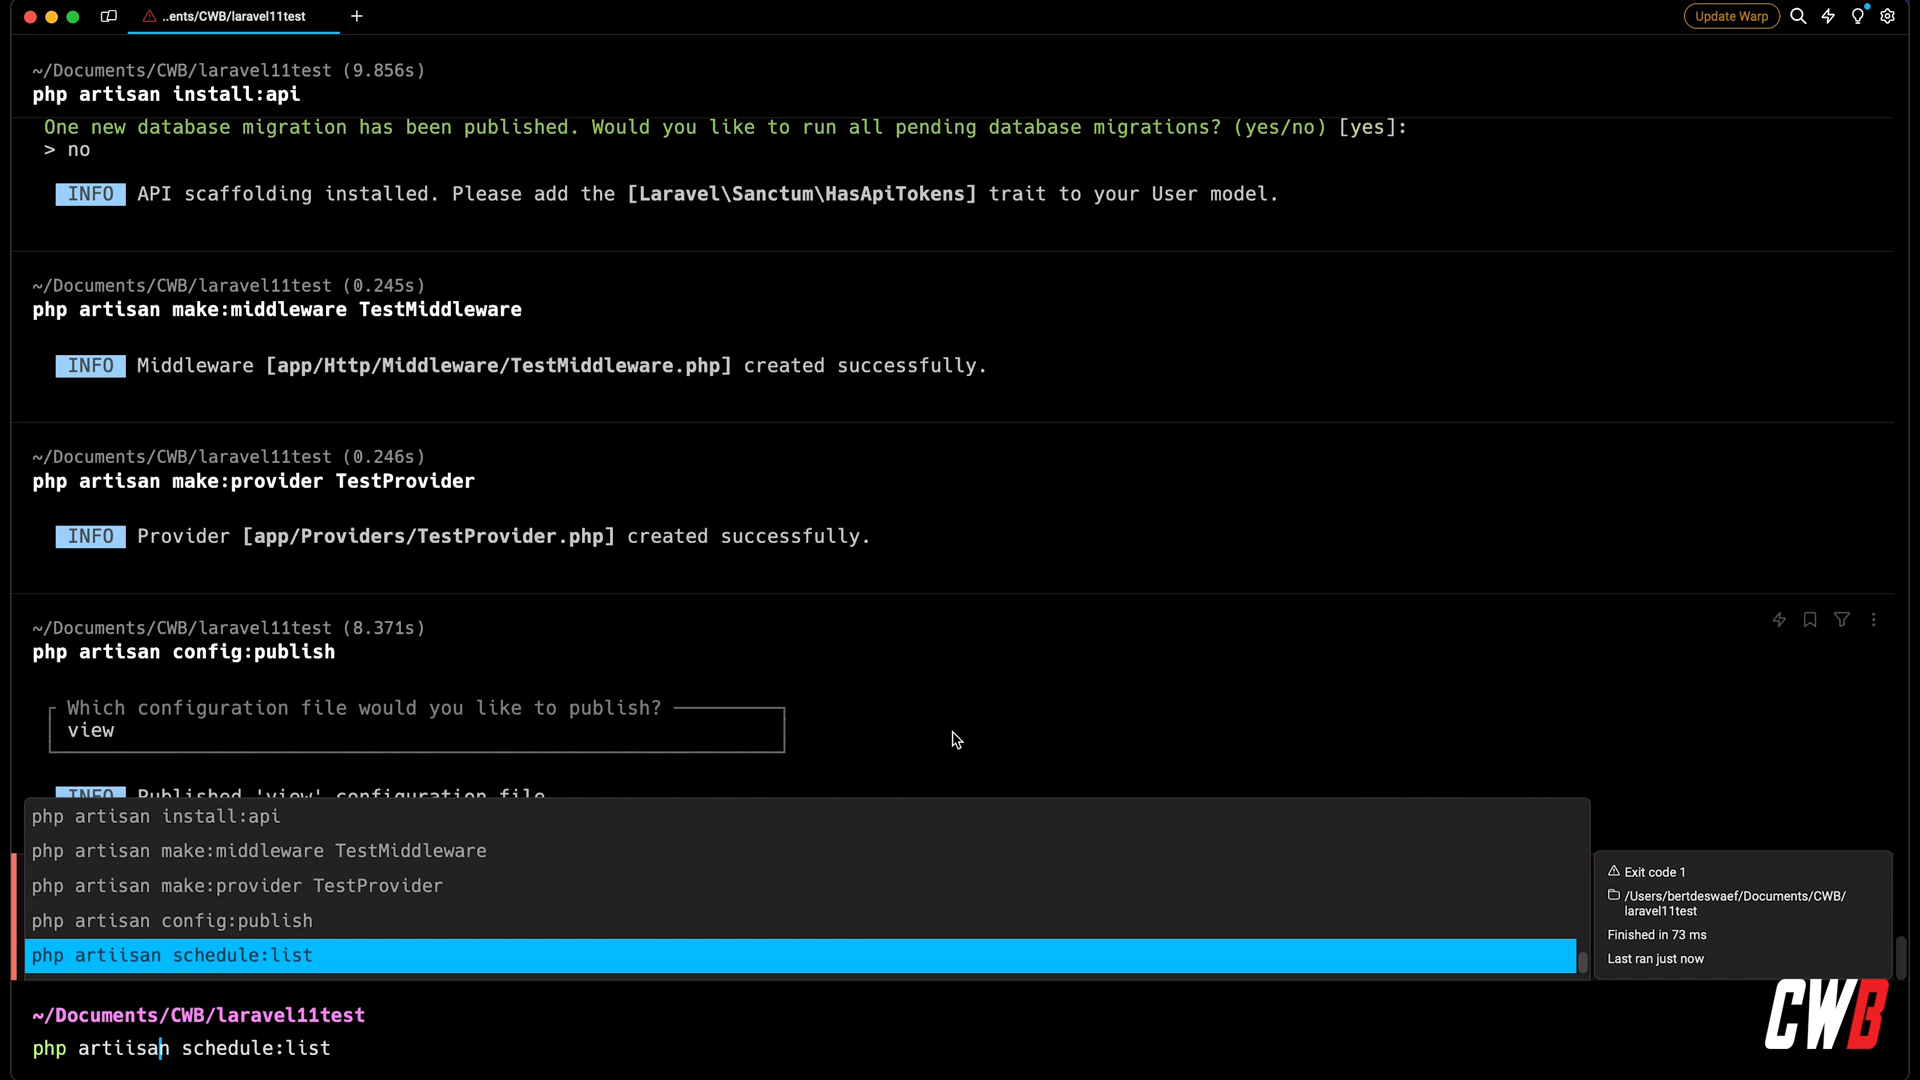 ..ents/CWB/laravel11test
Update Warp
~/Documents/CWB/laravel11test (9.856s)
php artisan install:api
One new database migration has been published. Would you like to run all pending database migrations? (yes/no) [yes]:
> no
INFO API scaffolding installed. Please add the [Laravel\Sanctum\HasApiTokens] trait to your User model.
~/Documents/CWB/laravel11test (0.245s)
php artisan make:middleware TestMiddleware
INFO Middleware [app/Http/Middleware/TestMiddleware.php] created successfully.
~/Documents/CWB/laravel11test (0.246s)
php artisan make:provider TestProvider
INFO Provider [app/Providers/TestProvider.php] created successfully.
~/Documents/CWB/laravel11test (8.371s)
php artisan config:publish
Which configuration file would you like to publish?
view
INFO Published 'view' configuration file
php artisan install:api
php artisan make:middleware TestMiddleware
php artisan make:provider TestProvider
php artisan config:publish
php artiisan schedule:list
Exit code 1
/Users/bertdeswaef/Documents/CWB/
laravel11test
Finished in 73 ms
Last ran just now
~/Documents/CWB/laravel11test
php artiisan schedule:list
CWB